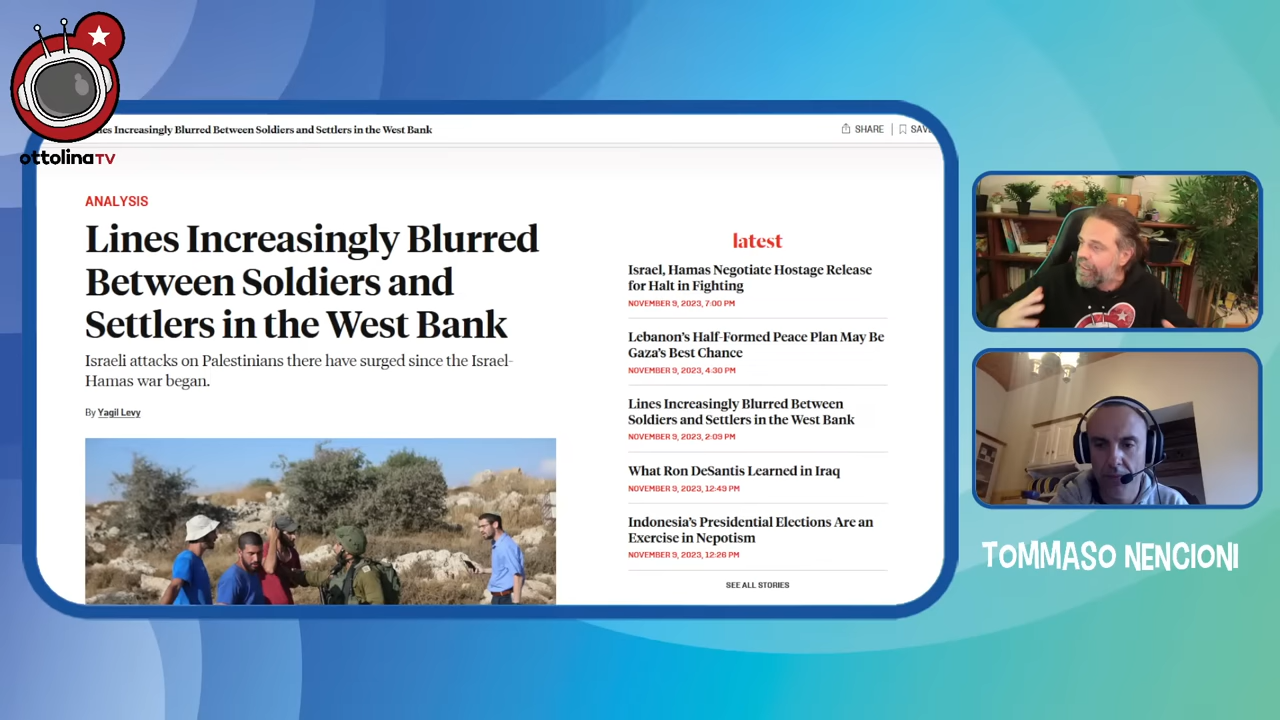 ottolinaTV
es Increasingly Blurred Between Soldiers and Settlers in the West Bank
SHARE
SAVE
ANALYSIS
Lines Increasingly Blurred
Between Soldiers and
Settlers in the West Bank
Israeli attacks on Palestinians there have surged since the Israel-
Hamas war began.
By Yagil Levy
latest
Israel, Hamas Negotiate Hostage Release
for Halt in Fighting
NOVEMBER 9, 2023, 7:00 PM
Lebanon's Half-Formed Peace Plan May Be
Gaza's Best Chance
NOVEMBER 9, 2023, 4:30 PM
Lines Increasingly Blurred Between
Soldiers and Settlers in the West Bank
NOVEMBER 9, 2023, 2:09 PM
What Ron DeSantis Learned in Iraq
NOVEMBER 9, 2023, 12:49 PM
Indonesia's Presidential Elections Are an
Exercise in Nepotism
NOVEMBER 9, 2023, 12:26 PM
SEE ALL STORIES
TOMMASO NENCIONI